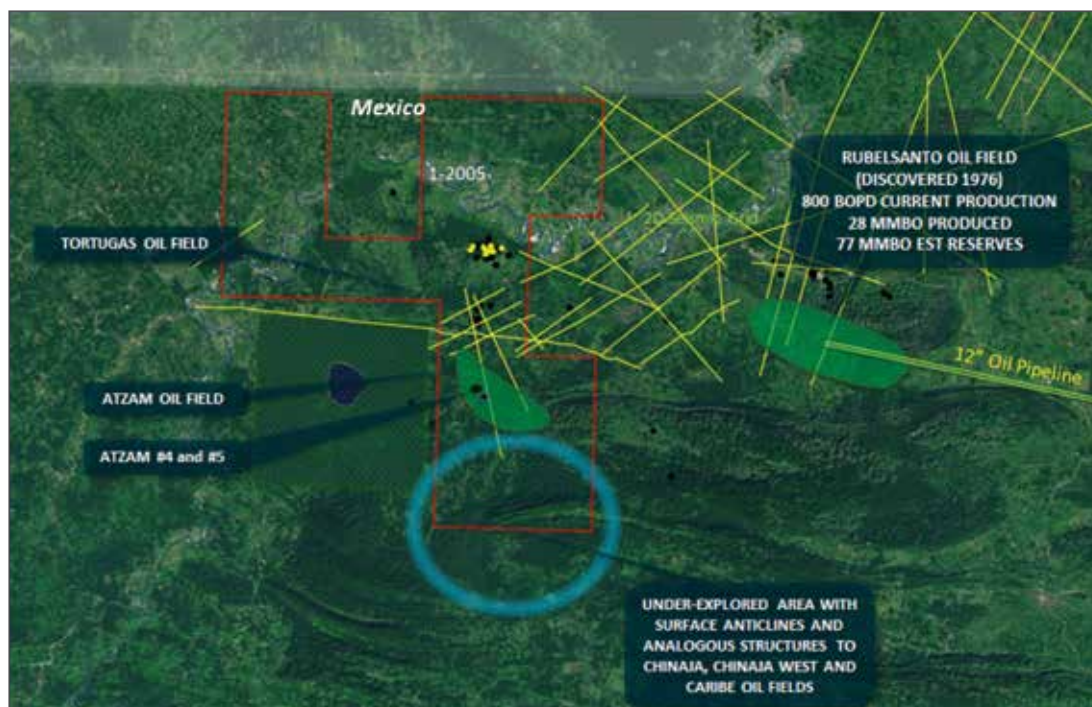 Mexico
1-2005-
RUBELSANTO OIL FIELD
(DISCOVERED 1976)
800 BOPD CURRENT PRODUCTION
28 MMBO PRODUCED
77 MMBO EST RESERVES
TORTUGAS OIL FIELD
12" Oil Pipeline
ATZAM OIL FIELD
ATZAM #4 and #5
UNDER-EXPLORED AREA WITH
SURFACE ANTICLINES AND
ANALOGOUS STRUCTURES TO
CHINAJA, CHINAJA WEST AND
CARIBE OIL FIELDS